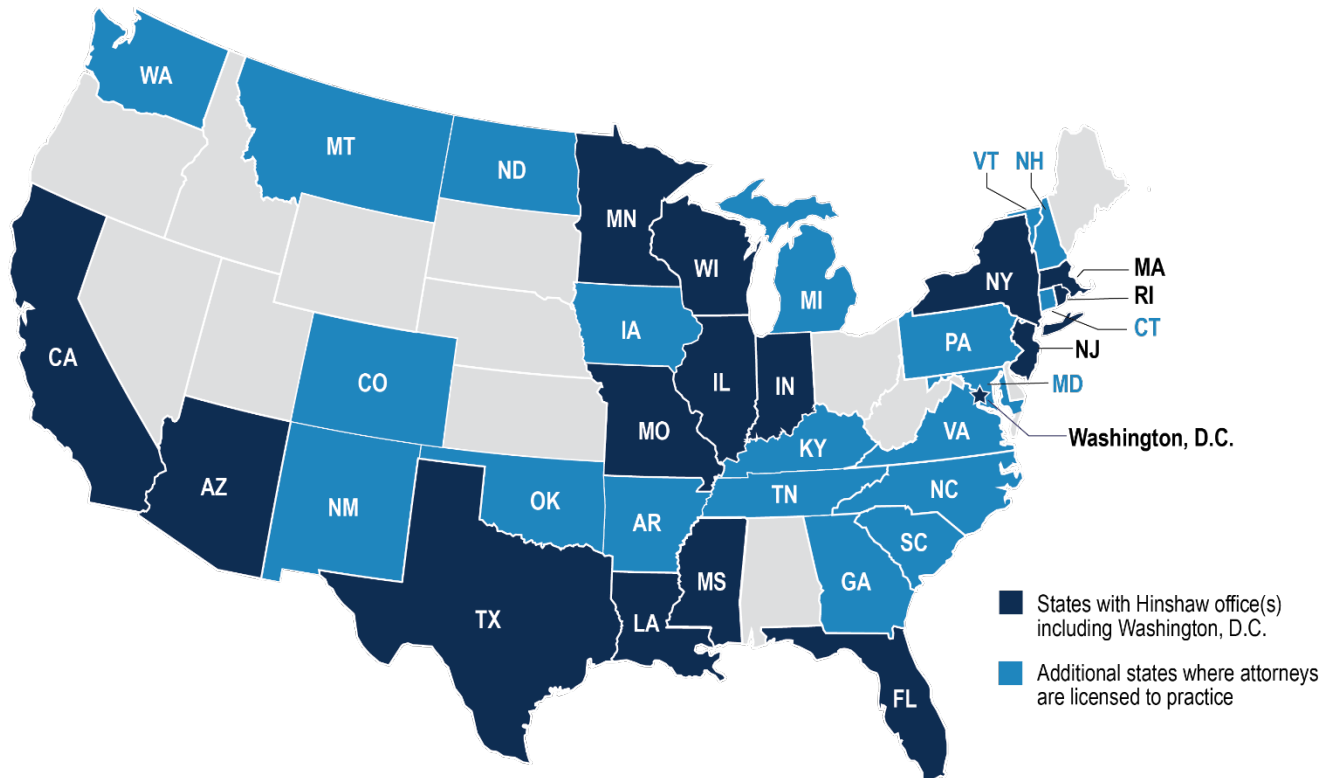 WA
MT
ND
MN
VT NH
WI
MI
NY
MA
RI
CT
IA
PA
NJ
CA
CO
IL
IN
MD
MO
KY
VA
Washington, D.C.
AZ
NM
OK
AR
TN
NC
SC
MS
GA
TX
LA
FL
States with Hinshaw office(s)
including Washington, D.C.
Additional states where attorneys
are licensed to practice